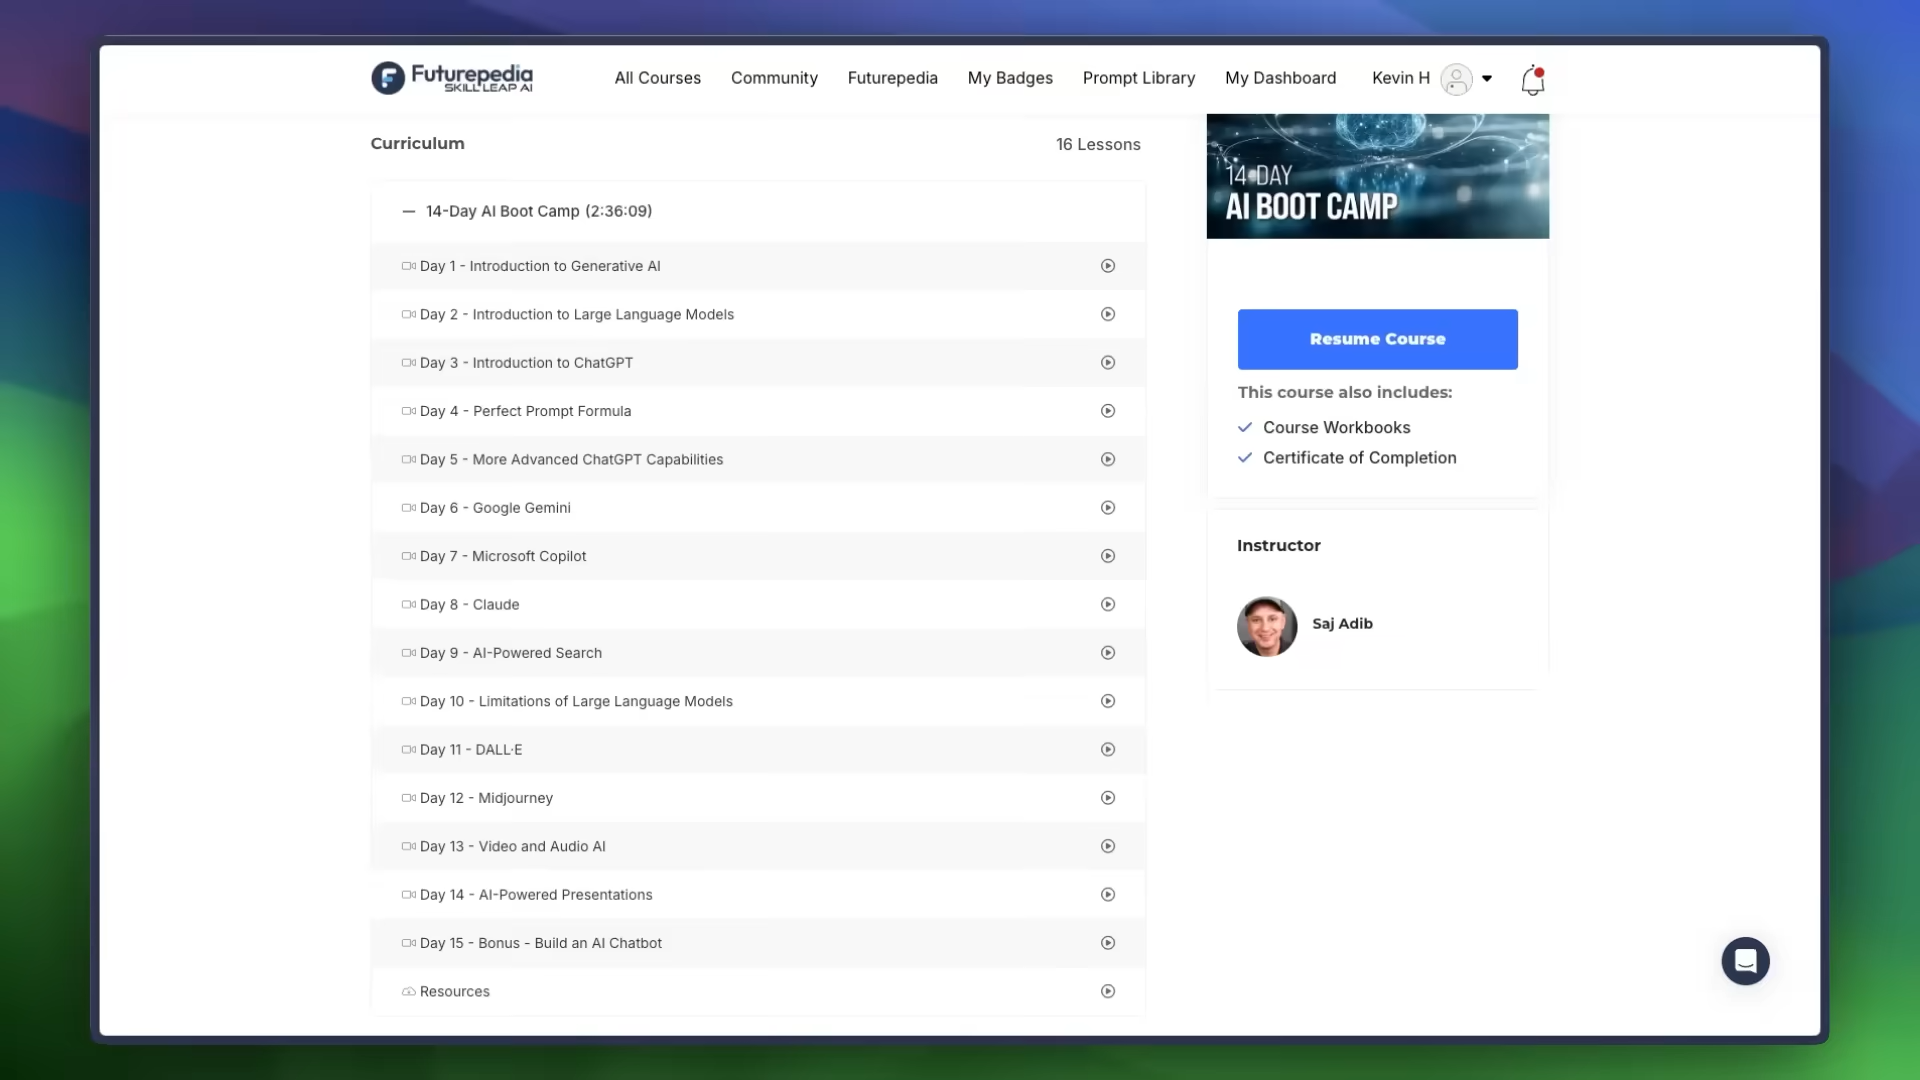 Futurepedia
SKILL LEAP AI
All Courses
Community
Futurepedia
My Badges
Prompt Library
My Dashboard
Kevin H
Curriculum
16 Lessons
14-Day AI Boot Camp (2:36:09)
Day 1 - Introduction to Generative AI
Day 2 - Introduction to Large Language Models
Day 3 - Introduction to ChatGPT
Day 4 - Perfect Prompt Formula
Day 5 - More Advanced ChatGPT Capabilities
Day 6 - Google Gemini
Day 7 - Microsoft Copilot
Day 8 - Claude
Day 9 - AI-Powered Search
Day 10 - Limitations of Large Language Models
Day 11 - DALL·E
Day 12 - Midjourney
Day 13 - Video and Audio AI
Day 14 - AI-Powered Presentations
Day 15 - Bonus - Build an AI Chatbot
Resources
14-DAY
AI BOOT CAMP
Resume Course
This course also includes:
Course Workbooks
Certificate of Completion
Instructor
Saj Adib